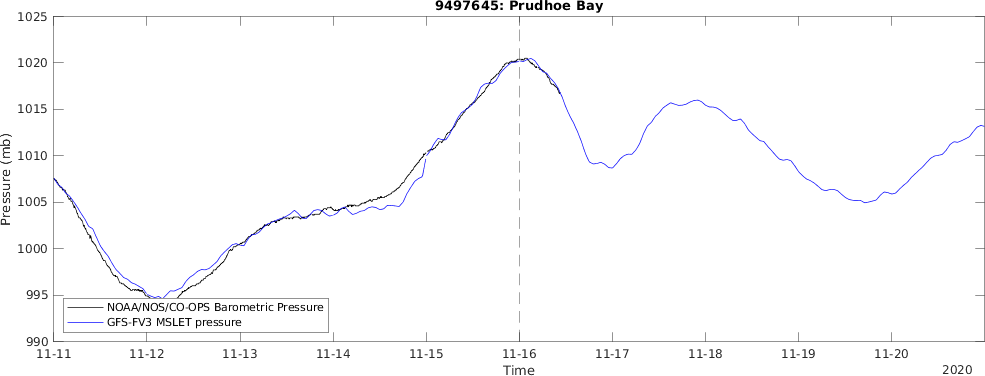 9497645: Prudhoe Bay
Pressure (mb)
1025
1020
1015
1010
1005
1000
995
990
NOAA/NOS/CO-OPS Barometric Pressure
GFS-FV3 MSLET pressure
11-11 11-12 11-13 11-14 11-15 11-16 11-17 11-18 11-19 11-20
Time
2020